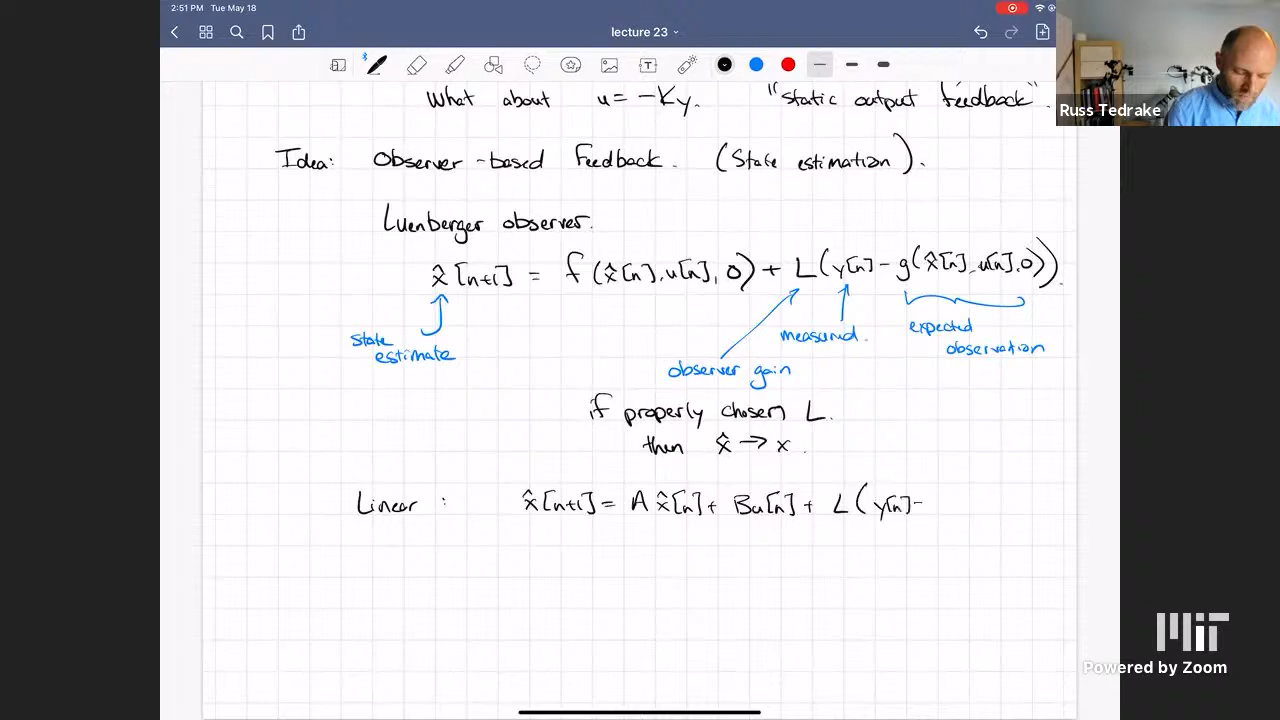 2:51 PM Tue May 18
lecture 23
Russ Tedrake
What about u = -Ky. "static output feedback".
Idea: Observer-based Feedback. (State estimation).
Luenberger observer.
x̂[n+1] = f(x̂[n], u[n], 0) + L(y[n] - g(x̂[n], u[n], 0)).
state estimate
measured.
expected observation
observer gain
if properly chosen L.
then x̂ → x.
Linear : x̂[n+1] = A x̂[n] + Bu[n] + L(y[n] -
MIT
Powered by Zoom